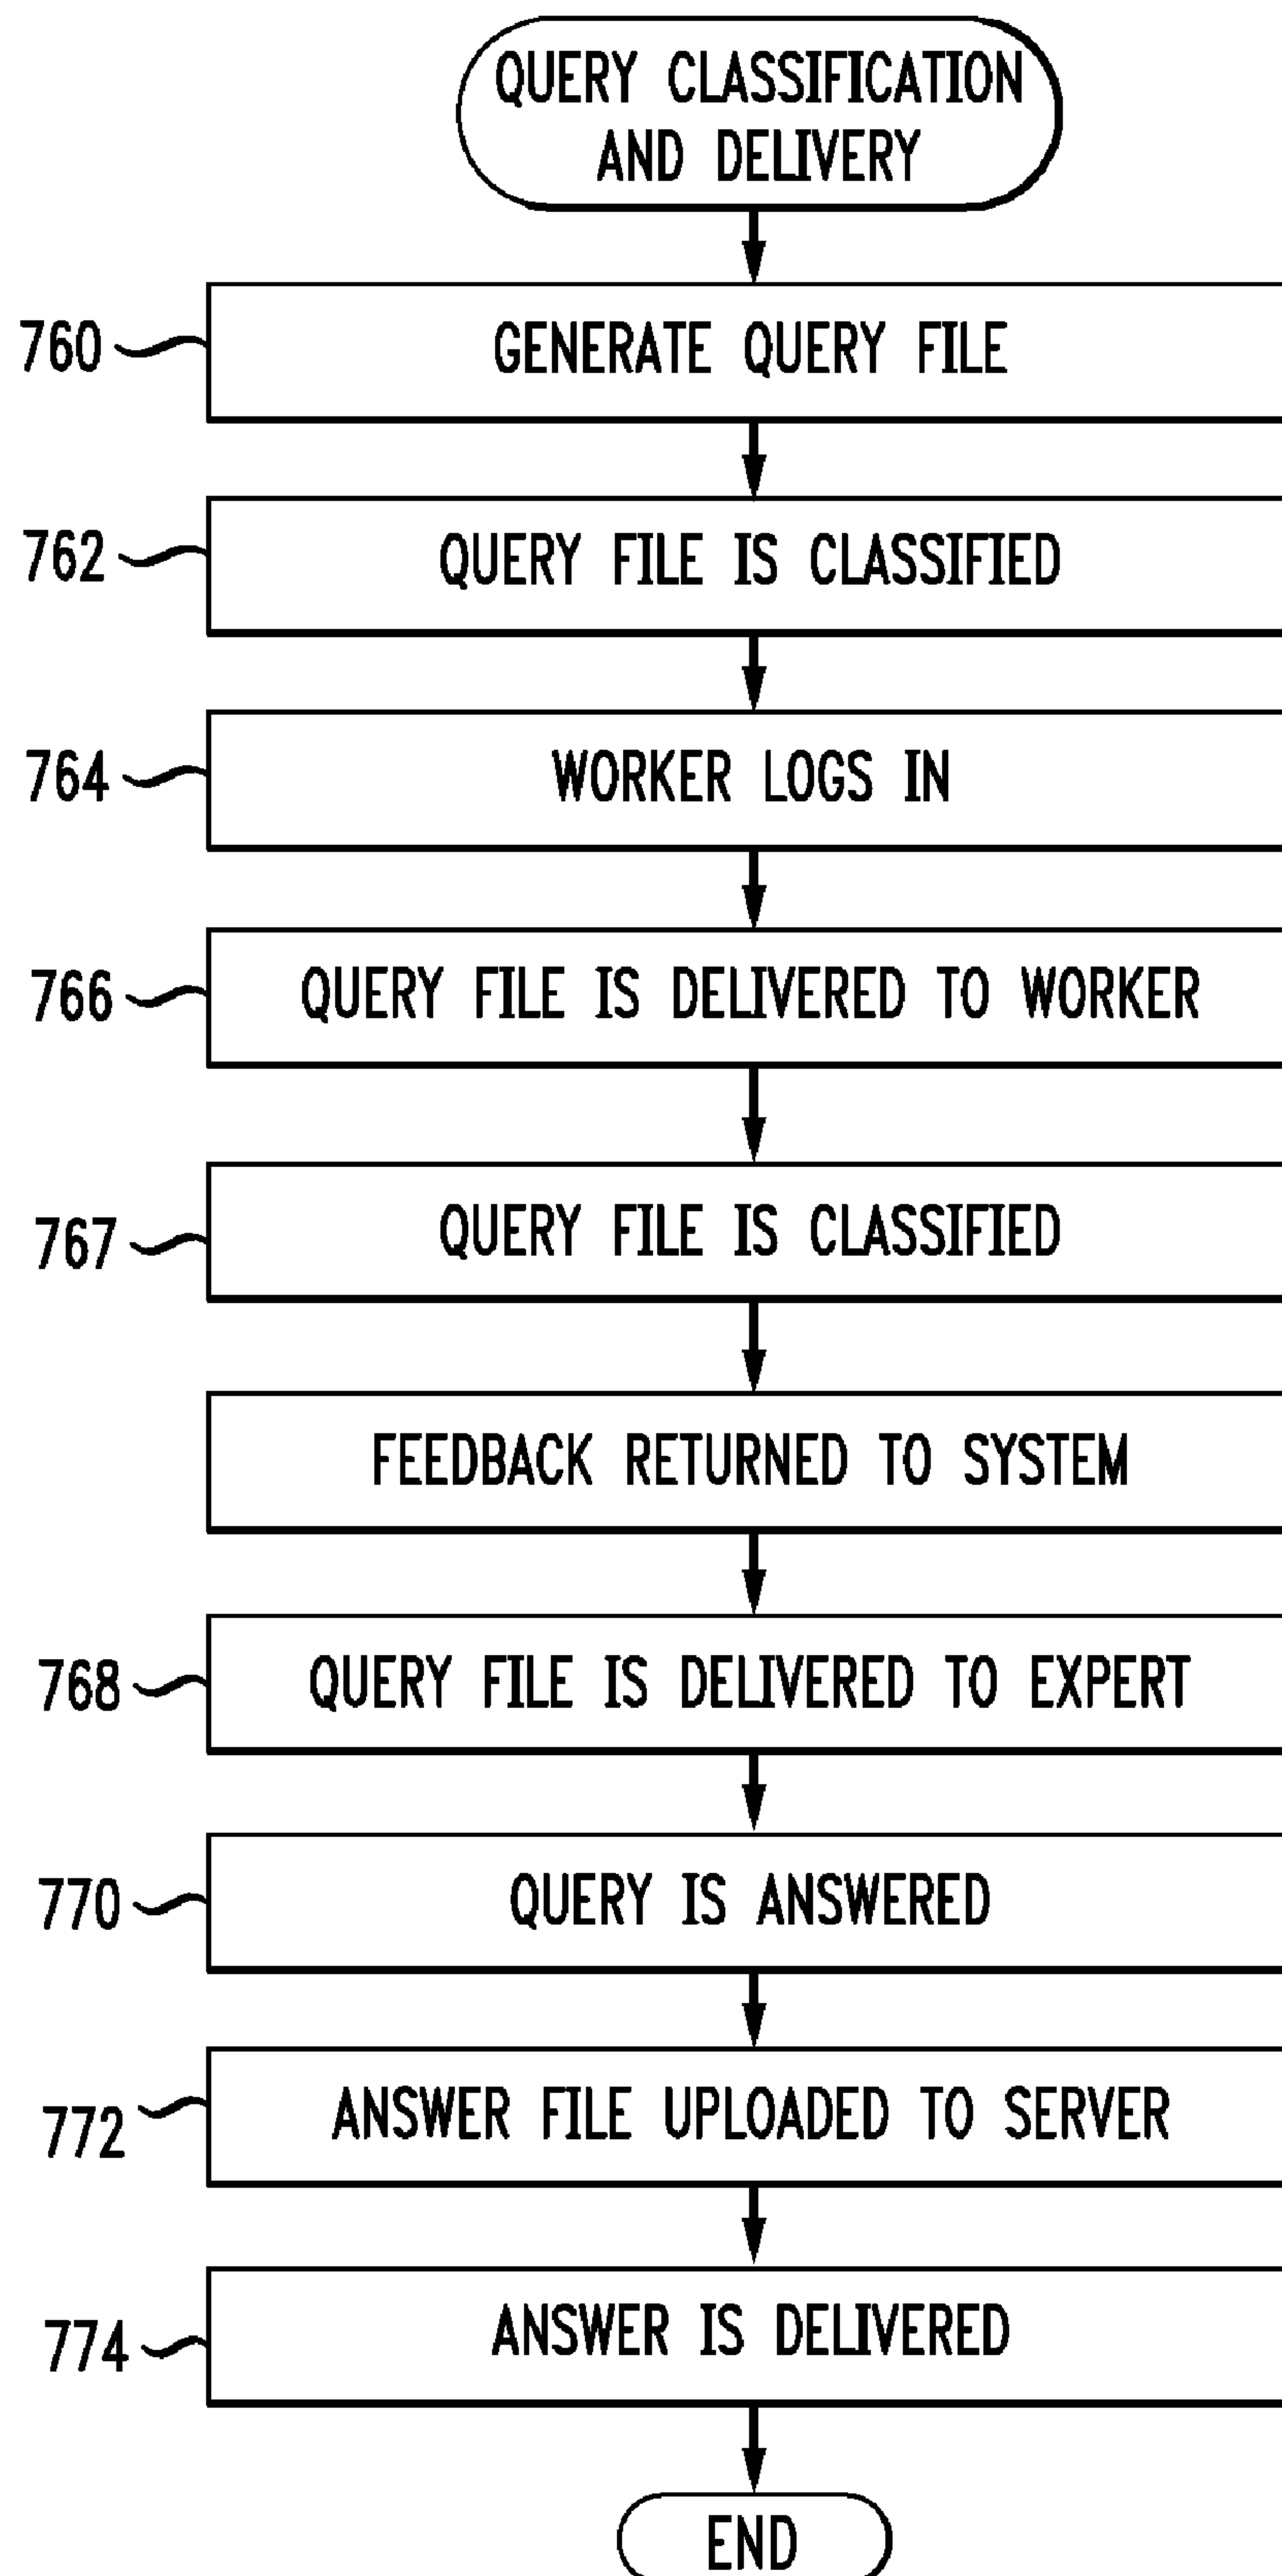 QUERY CLASSIFICATION
AND DELIVERY
760
GENERATE QUERY FILE
762
QUERY FILE IS CLASSIFIED
764
WORKER LOGS IN
766
QUERY FILE IS DELIVERED TO WORKER
767
QUERY FILE IS CLASSIFIED
FEEDBACK RETURNED TO SYSTEM
768
QUERY FILE IS DELIVERED TO EXPERT
770
QUERY IS ANSWERED
772
ANSWER FILE UPLOADED TO SERVER
774
ANSWER IS DELIVERED
END